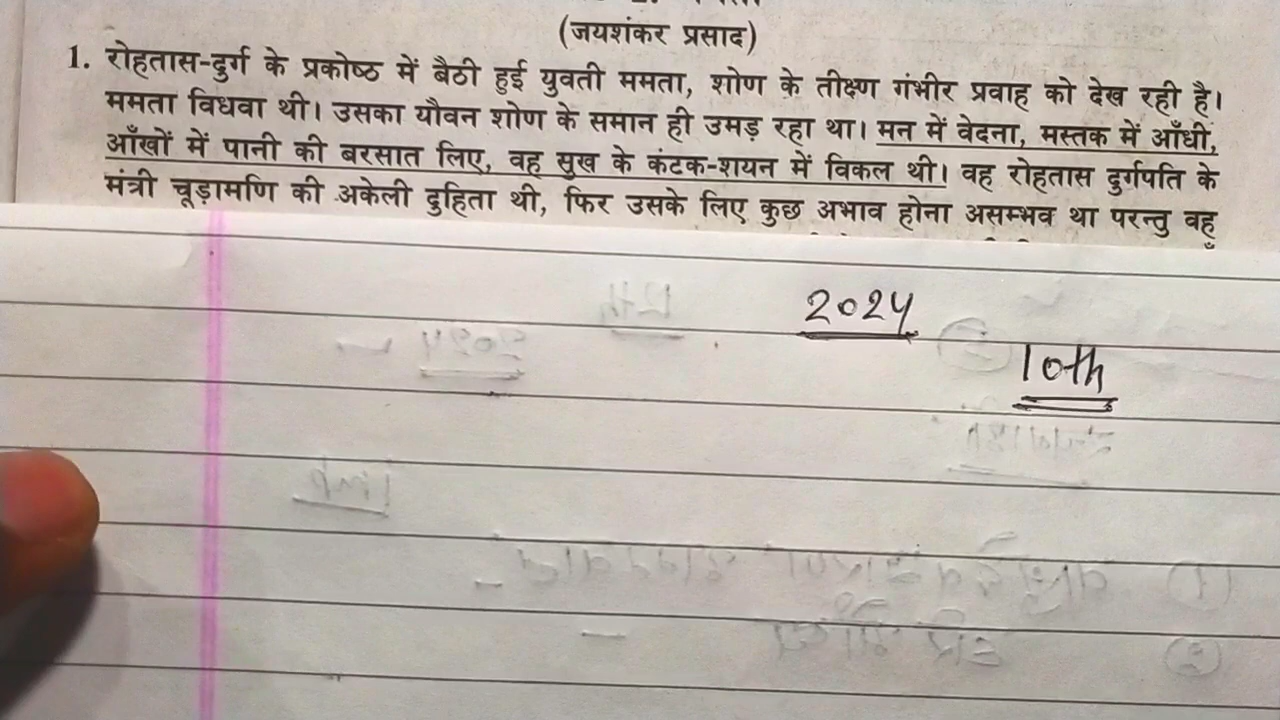 (जयशंकर प्रसाद)
1. रोहतास-दुर्ग के प्रकोष्ठ में बैठी हुई युवती ममता, शोण के तीक्ष्ण गंभीर प्रवाह को देख रही है।
ममता विधवा थी। उसका यौवन शोण के समान ही उमड़ रहा था। मन में वेदना, मस्तक में आँधी,
आँखों में पानी की बरसात लिए, वह सुख के कंटक-शयन में विकल थी। वह रोहतास दुर्गपति के
मंत्री चूड़ामणि की अकेली दुहिता थी, फिर उसके लिए कुछ अभाव होना असम्भव था परन्तु वह
2024
10th